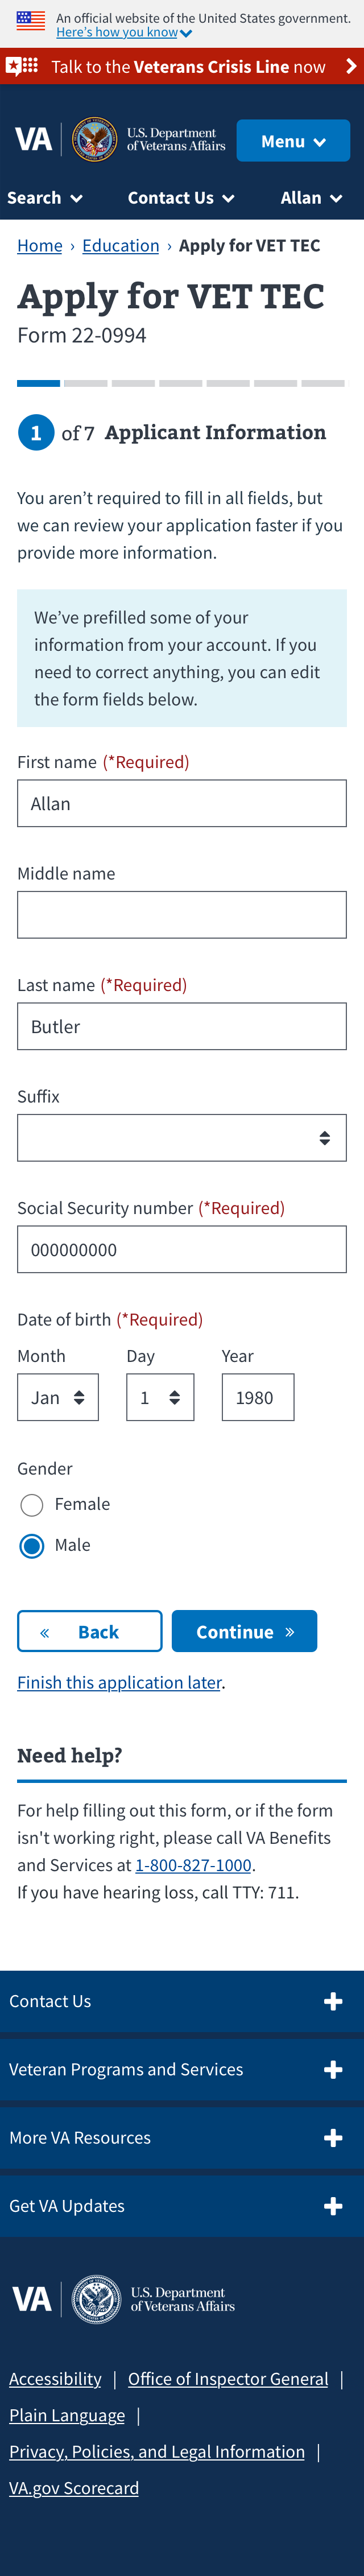 An official website of the United States government.
Here's how you know
Talk to the Veterans Crisis Line now
VA
U.S. Department
of Veterans Affairs
Menu
Search
Contact Us
Allan
Home › Education › Apply for VET TEC
Apply for VET TEC
Form 22-0994
1 of 7 Applicant Information
You aren't required to fill in all fields, but
we can review your application faster if you
provide more information.
We've prefilled some of your
information from your account. If you
need to correct anything, you can edit
the form fields below.
First name (*Required)
Allan
Middle name
Last name (*Required)
Butler
Suffix
Social Security number (*Required)
000000000
Date of birth (*Required)
Month Day Year
Jan 1 1980
Gender
Female
Male
« Back
Continue »
Finish this application later.
Need help?
For help filling out this form, or if the form
isn't working right, please call VA Benefits
and Services at 1-800-827-1000.
If you have hearing loss, call TTY: 711.
Contact Us
Veteran Programs and Services
More VA Resources
Get VA Updates
VA
U.S. Department
of Veterans Affairs
Accessibility | Office of Inspector General |
Plain Language |
Privacy, Policies, and Legal Information |
VA.gov Scorecard